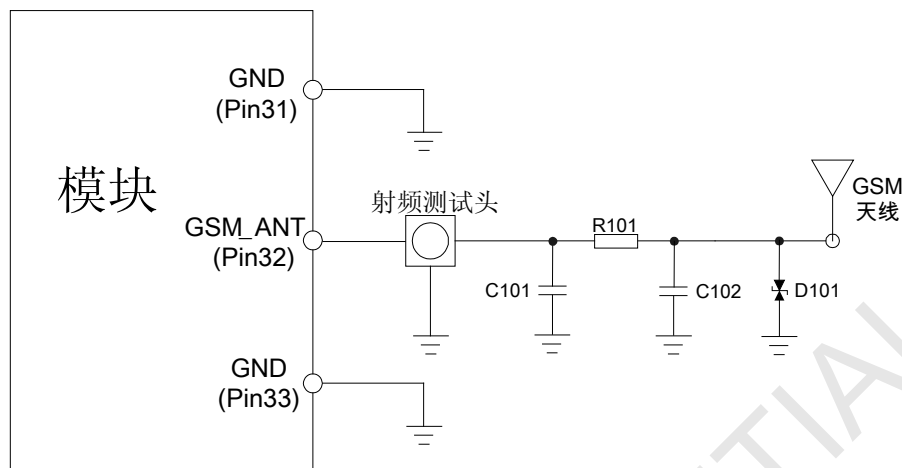 GND
(Pin31)
模块
射频测试头
GSM_ANT
(Pin32)
GSM
天线
R101
C101
C102
D101
GND
(Pin33)